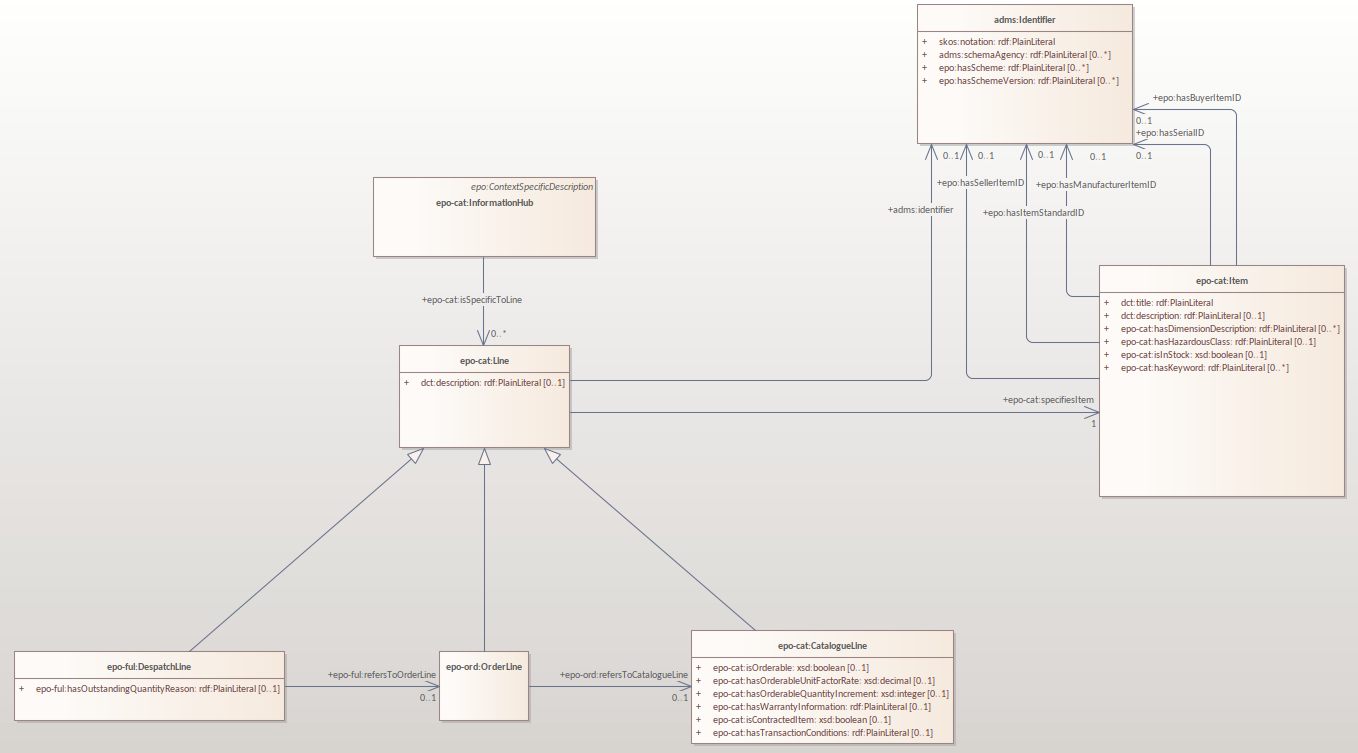 adms:Identifier
+ skos:notation: rdf:PlainLiteral
+ adms:schemaAgency: rdf:PlainLiteral [0..*]
+ epo:hasScheme: rdf:PlainLiteral [0..*]
+ epo:hasSchemeVersion: rdf:PlainLiteral [0..*]
+epo:hasBuyerItemID
0..1
+epo:hasSerialID
0..1
0..1
0..1
0..1
0..1
+epo:hasSellerItemID
+epo:hasManufacturerItemID
+adms:identifier
+epo:hasItemStandardID
epo:ContextSpecificDescription
epo-cat:InformationHub
+epo-cat:isSpecificToLine
0..*
epo-cat:Line
+ dct:description: rdf:PlainLiteral [0..1]
epo-cat:Item
+ dct:title: rdf:PlainLiteral
+ dct:description: rdf:PlainLiteral [0..1]
+ epo-cat:hasDimensionDescription: rdf:PlainLiteral [0..*]
+ epo-cat:hasHazardousClass: rdf:PlainLiteral [0..1]
+ epo-cat:isInStock: xsd:boolean [0..1]
+ epo-cat:hasKeyword: rdf:PlainLiteral [0..*]
+epo-cat:specifiesItem
1
epo-ful:DespatchLine
+ epo-ful:hasOutstandingQuantityReason: rdf:PlainLiteral [0..1]
+epo-ful:refersToOrderLine
0..1
epo-ord:OrderLine
+epo-ord:refersToCatalogueLine
0..1
epo-cat:CatalogueLine
+ epo-cat:isOrderable: xsd:boolean [0..1]
+ epo-cat:hasOrderableUnitFactorRate: xsd:decimal [0..1]
+ epo-cat:hasOrderableQuantityIncrement: xsd:integer [0..1]
+ epo-cat:hasWarrantyInformation: rdf:PlainLiteral [0..1]
+ epo-cat:isContractedItem: xsd:boolean [0..1]
+ epo-cat:hasTransactionConditions: rdf:PlainLiteral [0..1]